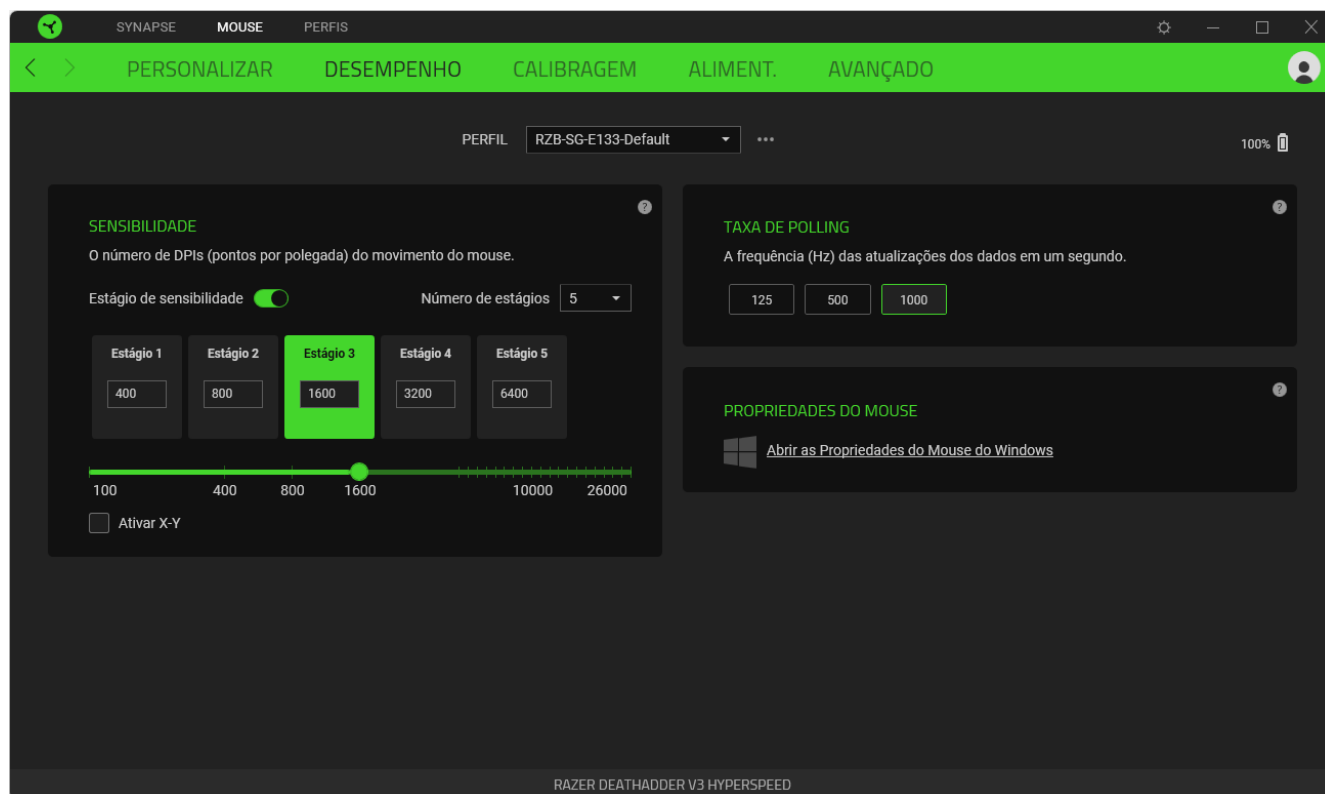 SYNAPSE MOUSE PERFIS
PERSONALIZAR DESEMPENHO CALIBRAGEM ALIMENT. AVANÇADO
PERFIL RZB-SG-E133-Default
100%
SENSIBILIDADE
O número de DPIs (pontos por polegada) do movimento do mouse.
Estágio de sensibilidade Número de estágios 5
Estágio 1 Estágio 2 Estágio 3 Estágio 4 Estágio 5
400 800 1600 3200 6400
100 400 800 1600 10000 26000
Ativar X-Y
TAXA DE POLLING
A frequência (Hz) das atualizações dos dados em um segundo.
125 500 1000
PROPRIEDADES DO MOUSE
Abrir as Propriedades do Mouse do Windows
RAZER DEATHADDER V3 HYPERSPEED